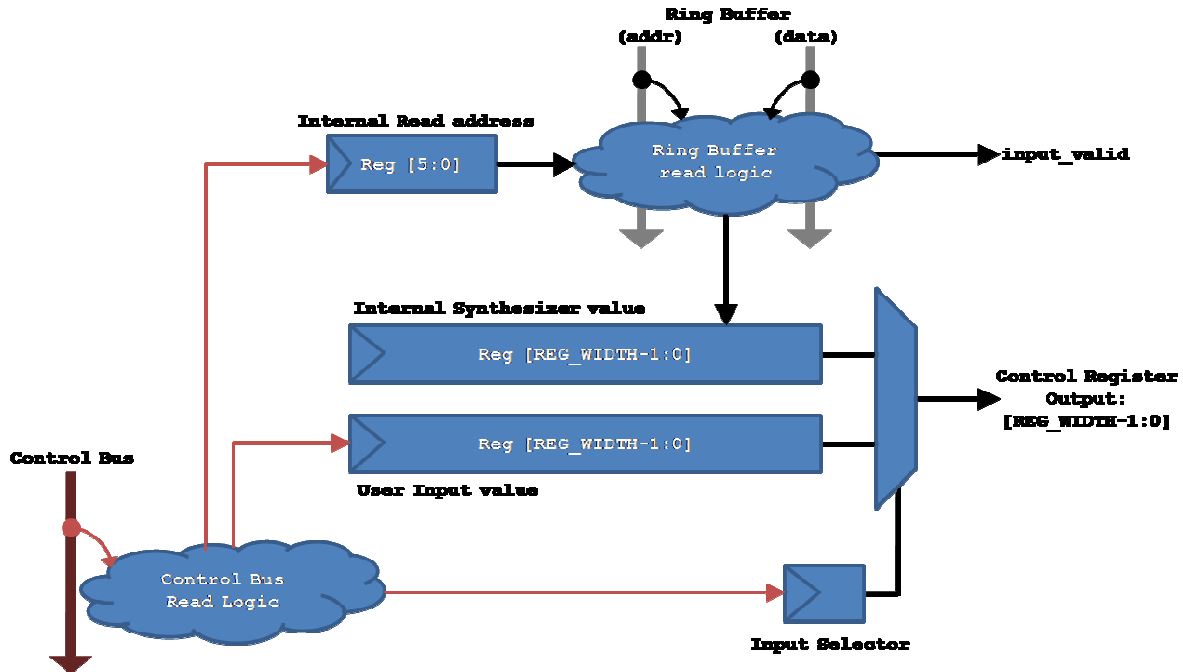 Ring Buffer
(addr) (data)
Internal Read address
Reg [5:0]
Ring Buffer
read logic
input_valid
Internal Synthesizer value
Reg [REG_WIDTH-1:0]
Control Register
Output:
[REG_WIDTH-1:0]
Reg [REG_WIDTH-1:0]
Control Bus
User Input value
Control Bus
Read Logic
Input Selector